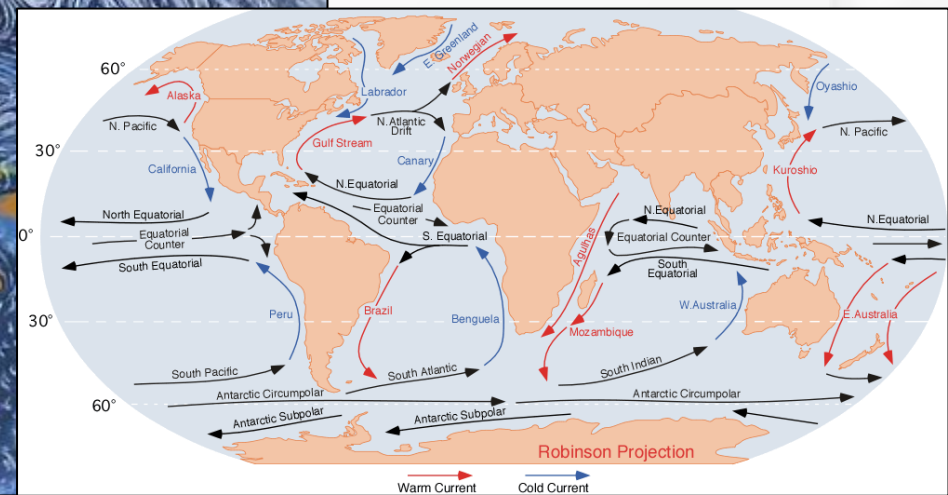 60°
30°
0°
30°
60°
E. Greenland
Norwegian
Alaska
Labrador
Oyashio
N. Pacific
N. Atlantic
Drift
N. Pacific
Gulf Stream
California
Canary
Kuroshio
N.Equatorial
North Equatorial
Equatorial
Counter
N.Equatorial
N.Equatorial
Equatorial
Counter
S. Equatorial
Equatorial Counter
South Equatorial
Agulhas
South
Equatorial
Peru
Brazil
Benguela
W.Australia
E.Australia
Mozambique
South Pacific
South Atlantic
South Indian
Antarctic Circumpolar
Antarctic Circumpolar
Antarctic Subpolar
Antarctic Subpolar
Robinson Projection
Warm Current
Cold Current